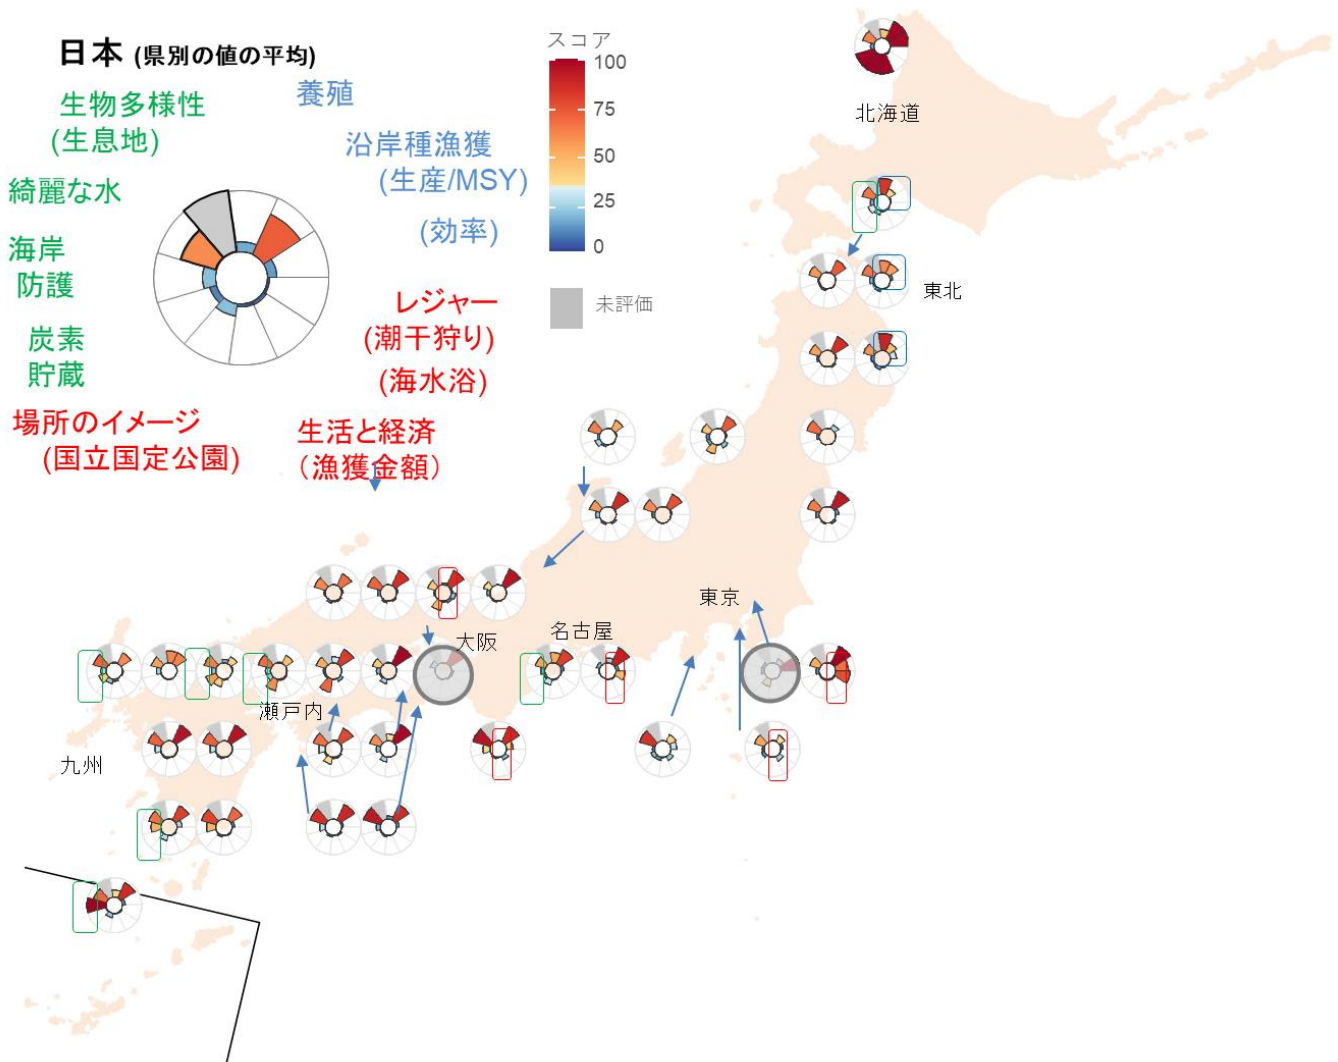 日本 (県別の値の平均)
生物多様性
(生息地)
養殖
沿岸種漁獲
(生産/MSY)
(効率)
綺麗な水
海岸
防護
炭素
貯蔵
レジャー
(潮干狩り)
(海水浴)
場所のイメージ
(国立国定公園)
生活と経済
（漁獲金額）
スコア
100
75
50
25
0
未評価
北海道
東北
東京
名古屋
大阪
瀬戸内
九州